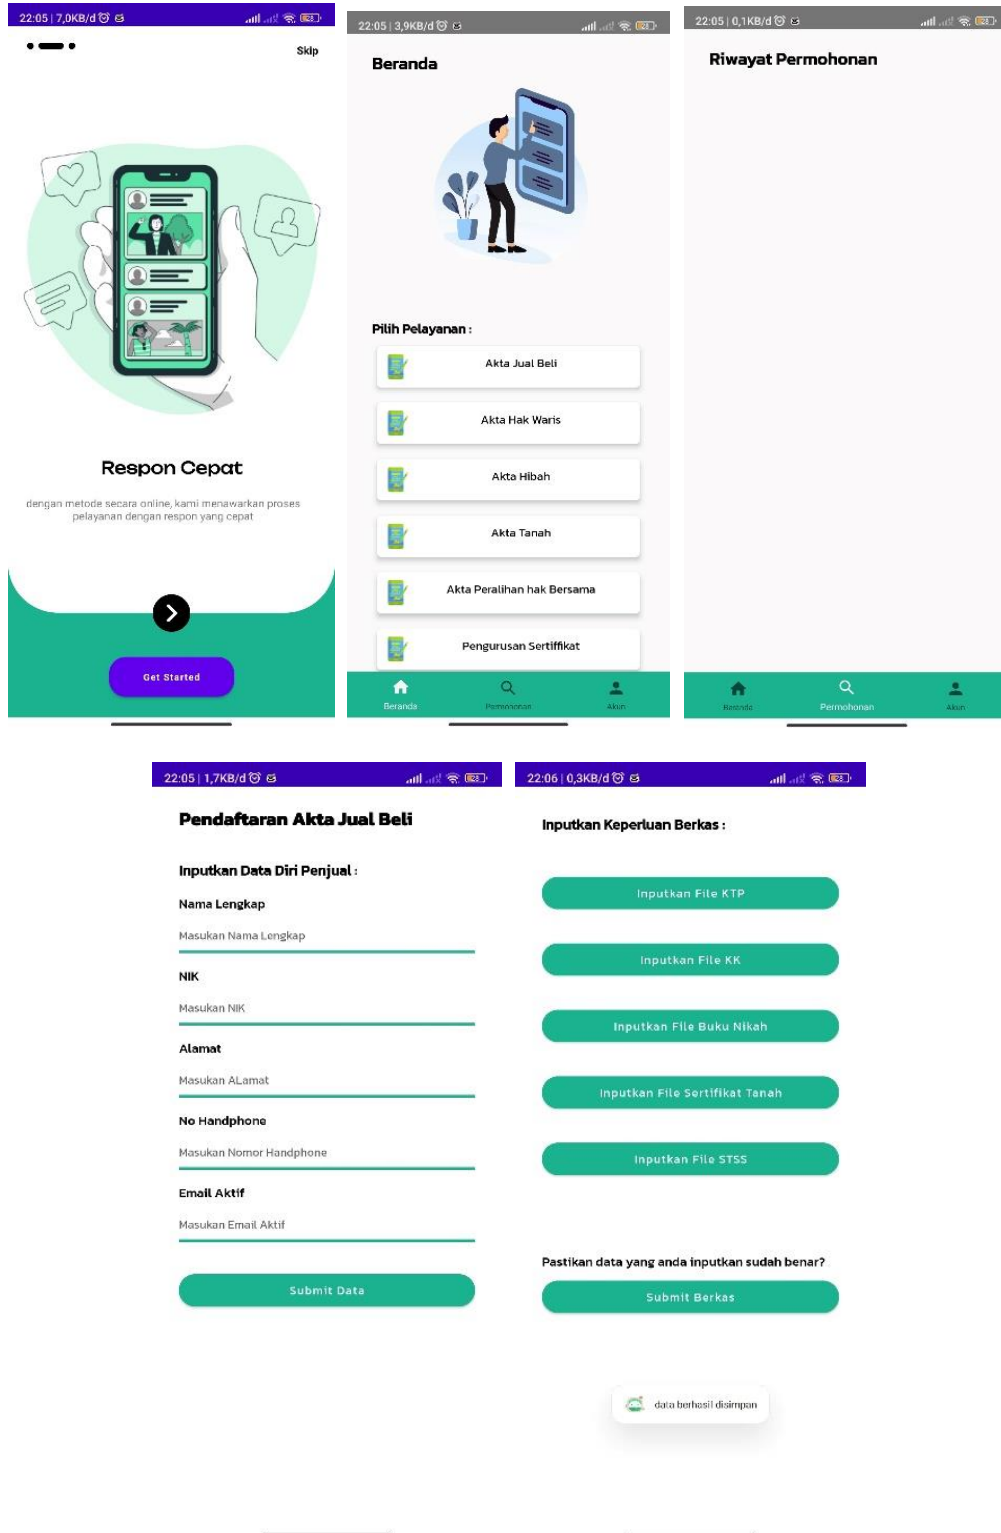 22:05 | 7,0KB/d
Skip
Respon Cepat
dengan metode secara online, kami menawarkan proses
pelayanan dengan respon yang cepat
Get Started
22:05 | 3,9KB/d
Beranda
Pilih Pelayanan :
Akta Jual Beli
Akta Hak Waris
Akta Hibah
Akta Tanah
Akta Peralihan hak Bersama
Pengurusan Sertiffikat
Beranda
Permohonan
Akun
22:05 | 0,1KB/d
Riwayat Permohonan
Beranda
Permohonan
Akun
22:05 | 1,7KB/d
Pendaftaran Akta Jual Beli
Inputkan Data Diri Penjual :
Nama Lengkap
Masukan Nama Lengkap
NIK
Masukan NIK
Alamat
Masukan ALamat
No Handphone
Masukan Nomor Handphone
Email Aktif
Masukan Email Aktif
Submit Data
22:06 | 0,3KB/d
Inputkan Keperluan Berkas :
Inputkan File KTP
Inputkan File KK
Inputkan File Buku Nikah
Inputkan File Sertifikat Tanah
Inputkan File STSS
Pastikan data yang anda inputkan sudah benar?
Submit Berkas
data berhasil disimpan